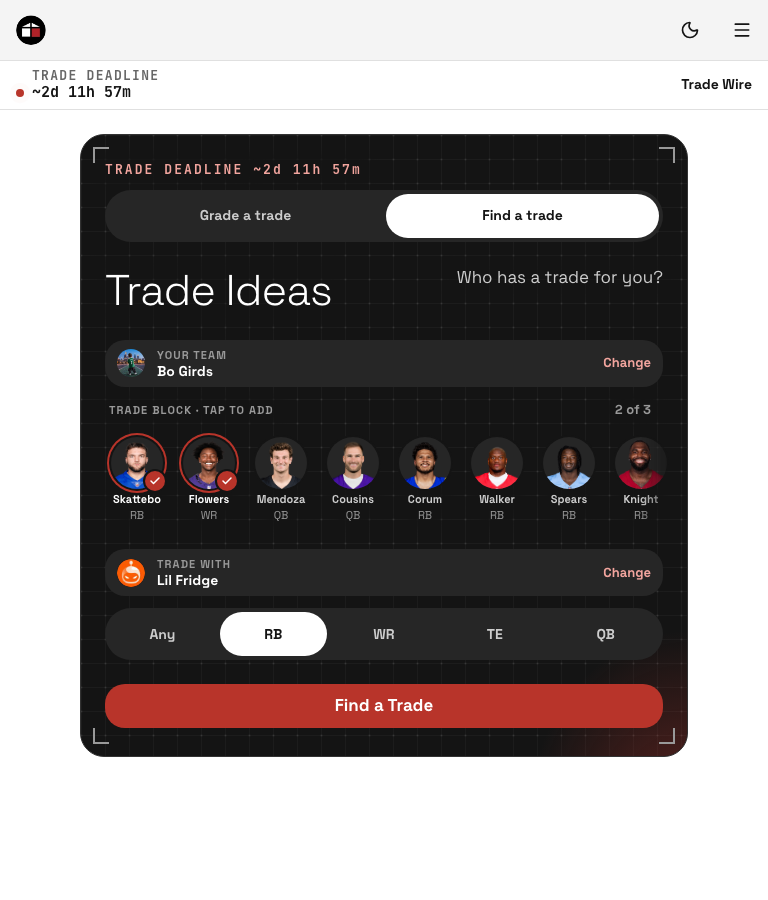 TRADE DEADLINE
~2d 11h 57m
Trade Wire
TRADE DEADLINE ~2d 11h 57m
Grade a trade
Find a trade
Trade Ideas
Who has a trade for you?
YOUR TEAM
Bo Girds
Change
TRADE BLOCK · TAP TO ADD
2 of 3
Skattebo
RB
Flowers
WR
Mendoza
QB
Cousins
QB
Corum
RB
Walker
RB
Spears
RB
Knight
RB
TRADE WITH
Lil Fridge
Change
Any
RB
WR
TE
QB
Find a Trade